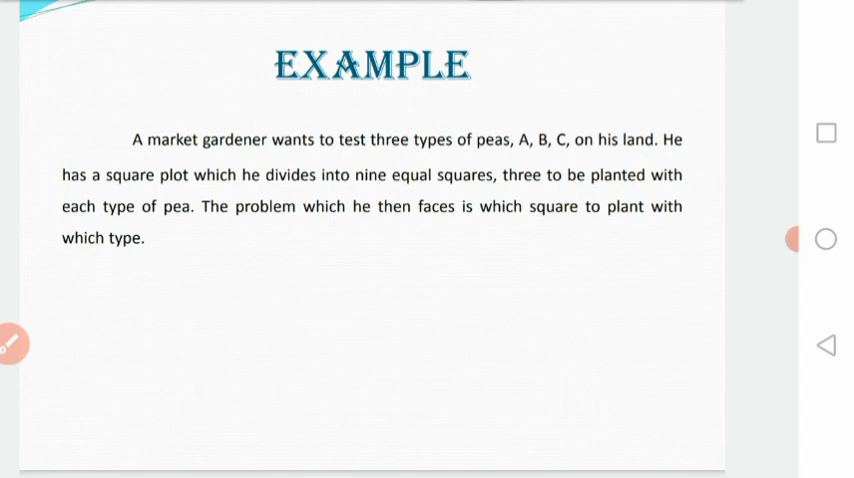 EXAMPLE
A market gardener wants to test three types of peas, A, B, C, on his land. He
has a square plot which he divides into nine equal squares, three to be planted with
each type of pea. The problem which he then faces is which square to plant with
which type.